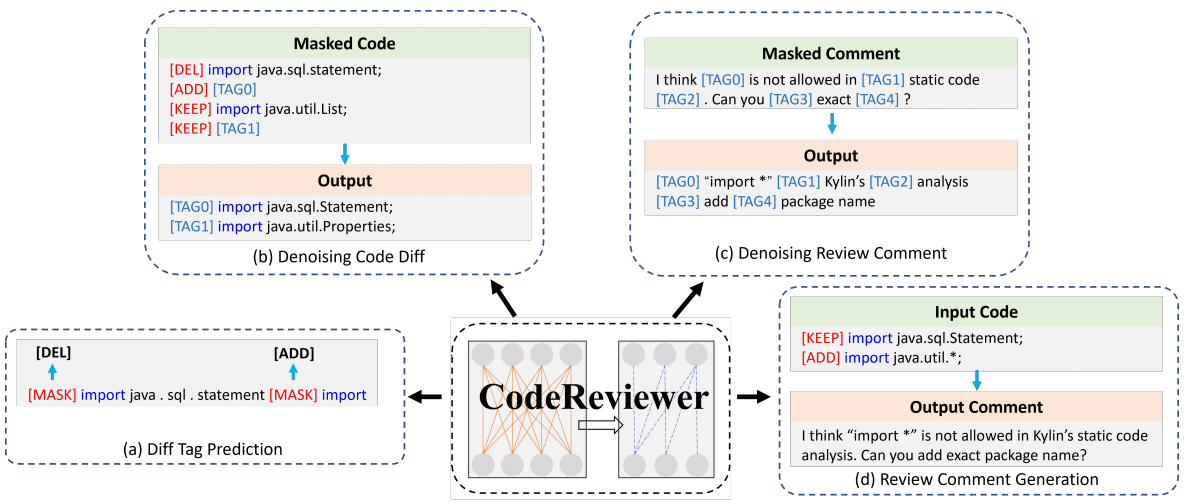 Masked Code
[DEL] import java.sql.statement;
[ADD] [TAG0]
[KEEP] import java.util.List;
[KEEP] [TAG1]
Output
[TAG0] import java.sql.Statement;
[TAG1] import java.util.Properties;
(b) Denoising Code Diff
Masked Comment
I think [TAG0] is not allowed in [TAG1] static code
[TAG2] . Can you [TAG3] exact [TAG4] ?
Output
[TAG0] “import *” [TAG1] Kylin’s [TAG2] analysis
[TAG3] add [TAG4] package name
(c) Denoising Review Comment
[DEL] [ADD]
[MASK] import java . sql . statement [MASK] import
(a) Diff Tag Prediction
CodeReviewer
Input Code
[KEEP] import java.sql.Statement;
[ADD] import java.util.*;
Output Comment
I think “import *” is not allowed in Kylin’s static code
analysis. Can you add exact package name?
(d) Review Comment Generation